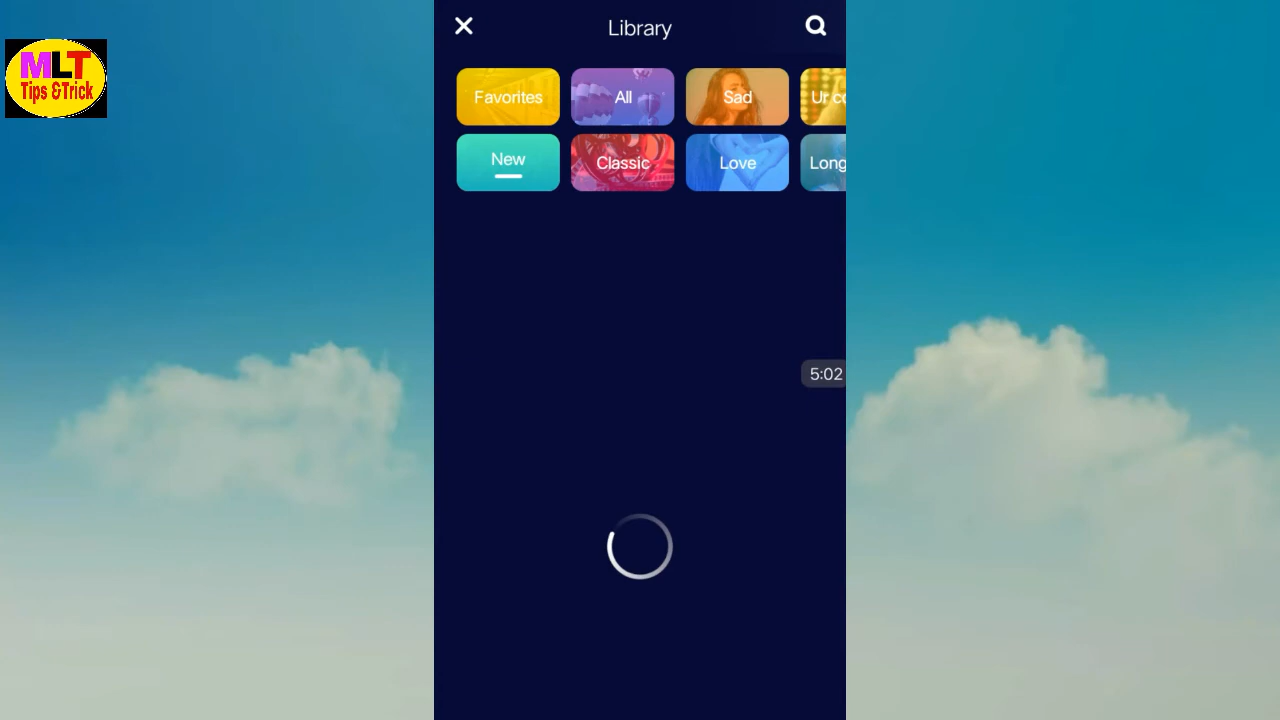 MLT
Tips &Trick
Library
Favorites
All
Sad
Ur co
New
Classic
Love
Long
5:02